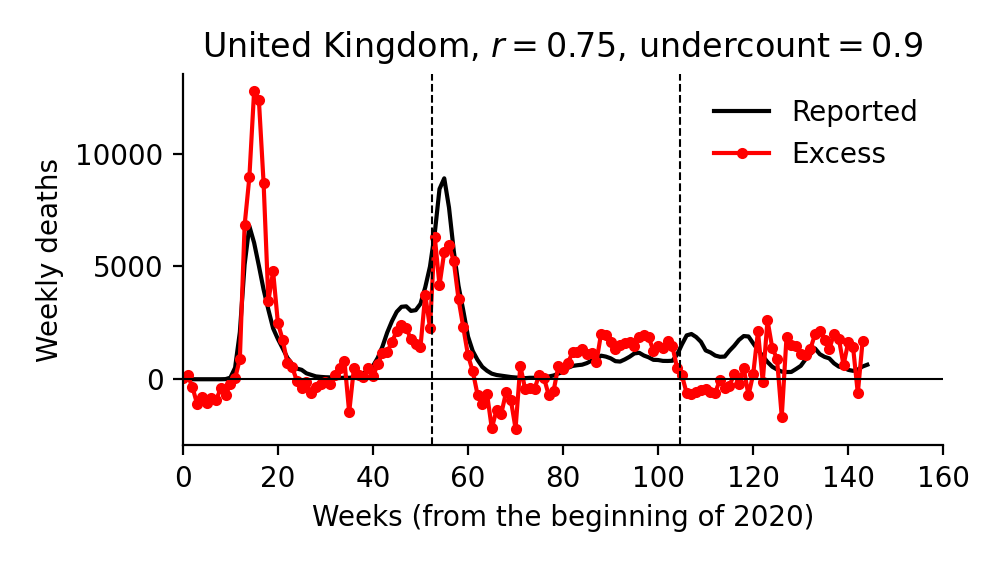 United Kingdom, r = 0.75, undercount = 0.9
Reported
Excess
Weekly deaths
10000
5000
0
0 20 40 60 80 100 120 140 160
Weeks (from the beginning of 2020)